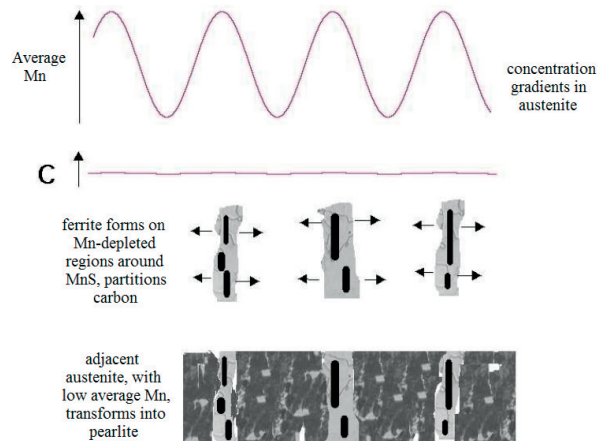 Average
Mn
concentration
gradients in
austenite
C
ferrite forms on
Mn-depleted
regions around
MnS, partitions
carbon
adjacent
austenite, with
low average Mn,
transforms into
pearlite